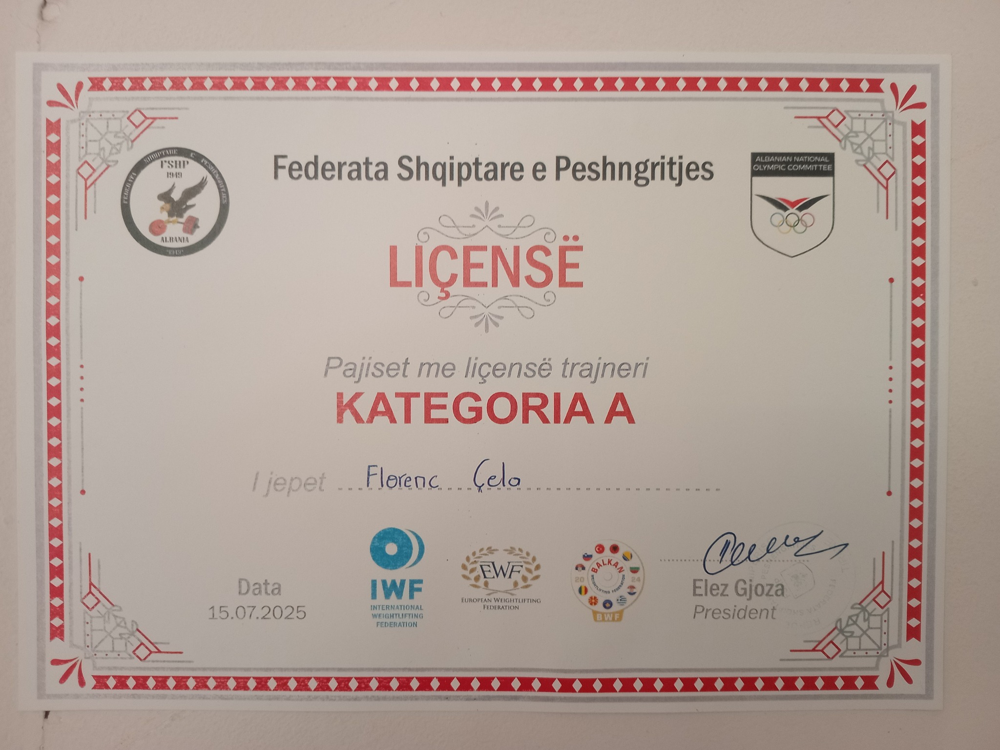 FEDERATA SHQIPTARE E PESHËNGRITJES
FSHP
1949
ALBANIA
"1949"
Federata Shqiptare e Peshngritjes
ALBANIAN NATIONAL
OLYMPIC COMMITTEE
LIÇENSË
Pajiset me liçensë trajneri
KATEGORIA A
I jepet Florenc Çela
Data
15.07.2025
IWF
INTERNATIONAL
WEIGHTLIFTING
FEDERATION
EWF
EUROPEAN WEIGHTLIFTING
FEDERATION
BALKAN
WEIGHTLIFTING FEDERATION
20 24
BWF
Elez Gjoza
President